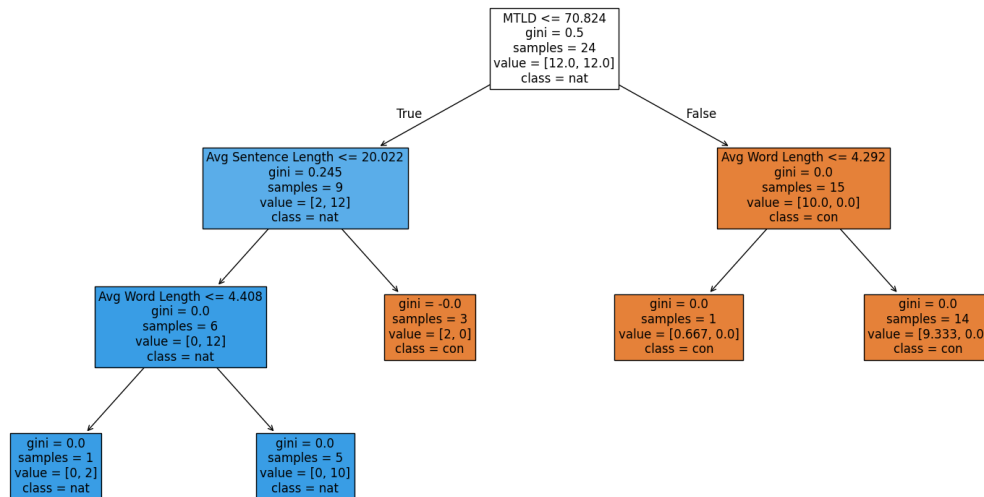 MTLD <= 70.824
gini = 0.5
samples = 24
value = [12.0, 12.0]
class = nat
True
False
Avg Sentence Length <= 20.022
gini = 0.245
samples = 9
value = [2, 12]
class = nat
Avg Word Length <= 4.292
gini = 0.0
samples = 15
value = [10.0, 0.0]
class = con
Avg Word Length <= 4.408
gini = 0.0
samples = 6
value = [0, 12]
class = nat
gini = -0.0
samples = 3
value = [2, 0]
class = con
gini = 0.0
samples = 1
value = [0.667, 0.0]
class = con
gini = 0.0
samples = 14
value = [9.333, 0.0
class = con
gini = 0.0
samples = 1
value = [0, 2]
class = nat
gini = 0.0
samples = 5
value = [0, 10]
class = nat